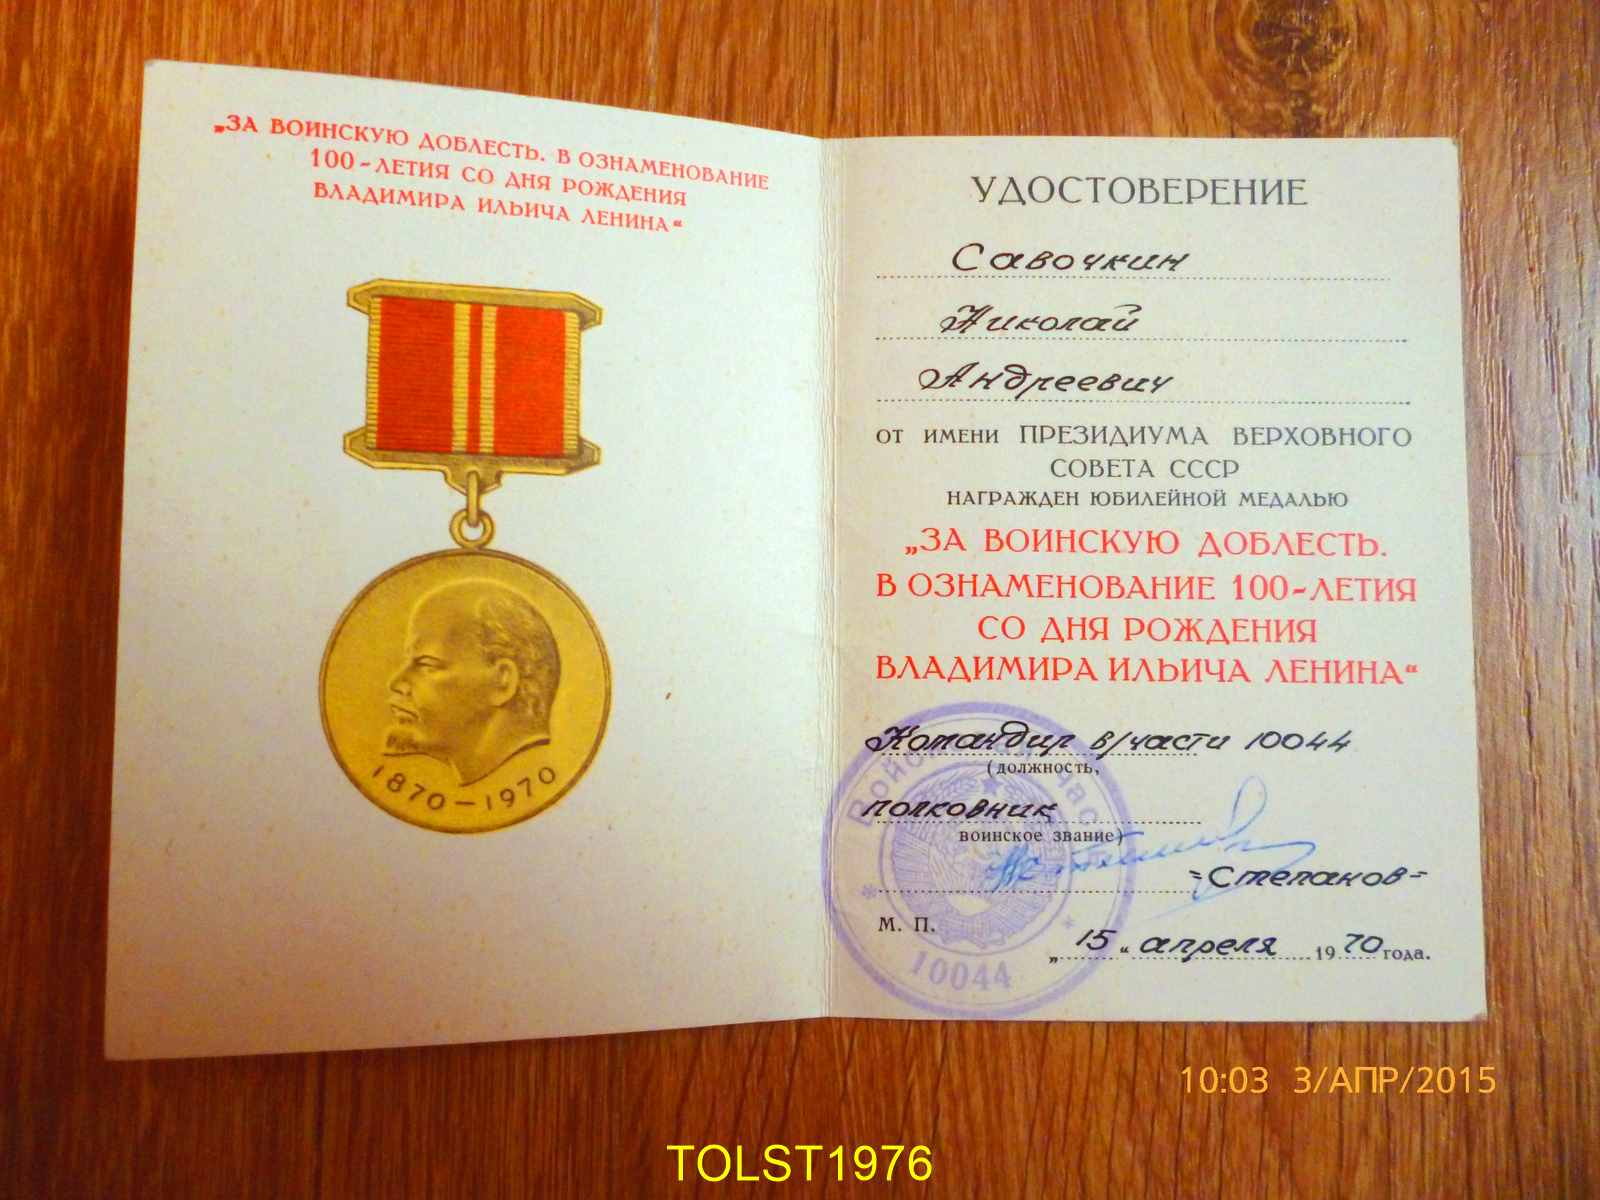 „ЗА ВОИНСКУЮ ДОБЛЕСТЬ. В ОЗНАМЕНОВАНИЕ
100-ЛЕТИЯ СО ДНЯ РОЖДЕНИЯ
ВЛАДИМИРА ИЛЬИЧА ЛЕНИНА“
1870-1970
УДОСТОВЕРЕНИЕ
Савочкин
Николай
Андреевич
ОТ ИМЕНИ ПРЕЗИДИУМА ВЕРХОВНОГО
СОВЕТА СССР
НАГРАЖДЕН ЮБИЛЕЙНОЙ МЕДАЛЬЮ
„ЗА ВОИНСКУЮ ДОБЛЕСТЬ.
В ОЗНАМЕНОВАНИЕ 100-ЛЕТИЯ
СО ДНЯ РОЖДЕНИЯ
ВЛАДИМИРА ИЛЬИЧА ЛЕНИНА“
Командир в/части 10044
(должность,
полковник
воинское звание)
=Степанов=
М. П.
„15“ апреля 1970 года.
10044
10:03 3/АПР/2015
TOLST1976